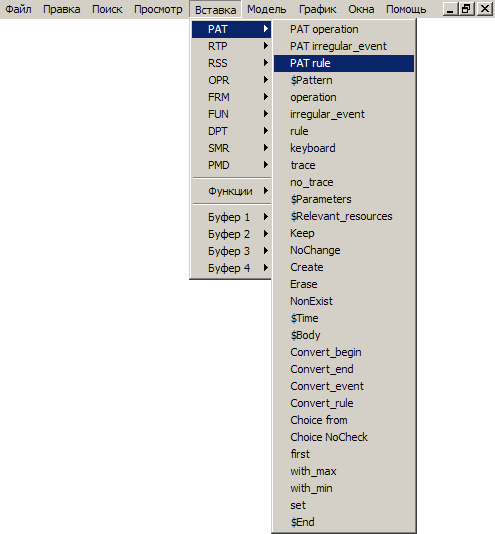 Файл Правка Поиск Просмотр Вставка Модель График Окна Помощь
PAT
RTP
RSS
OPR
FRM
FUN
DPT
SMR
PMD
Функции
Буфер 1
Буфер 2
Буфер 3
Буфер 4
PAT operation
PAT irregular_event
PAT rule
$Pattern
operation
irregular_event
rule
keyboard
trace
no_trace
$Parameters
$Relevant_resources
Keep
NoChange
Create
Erase
NonExist
$Time
$Body
Convert_begin
Convert_end
Convert_event
Convert_rule
Choice from
Choice NoCheck
first
with_max
with_min
set
$End